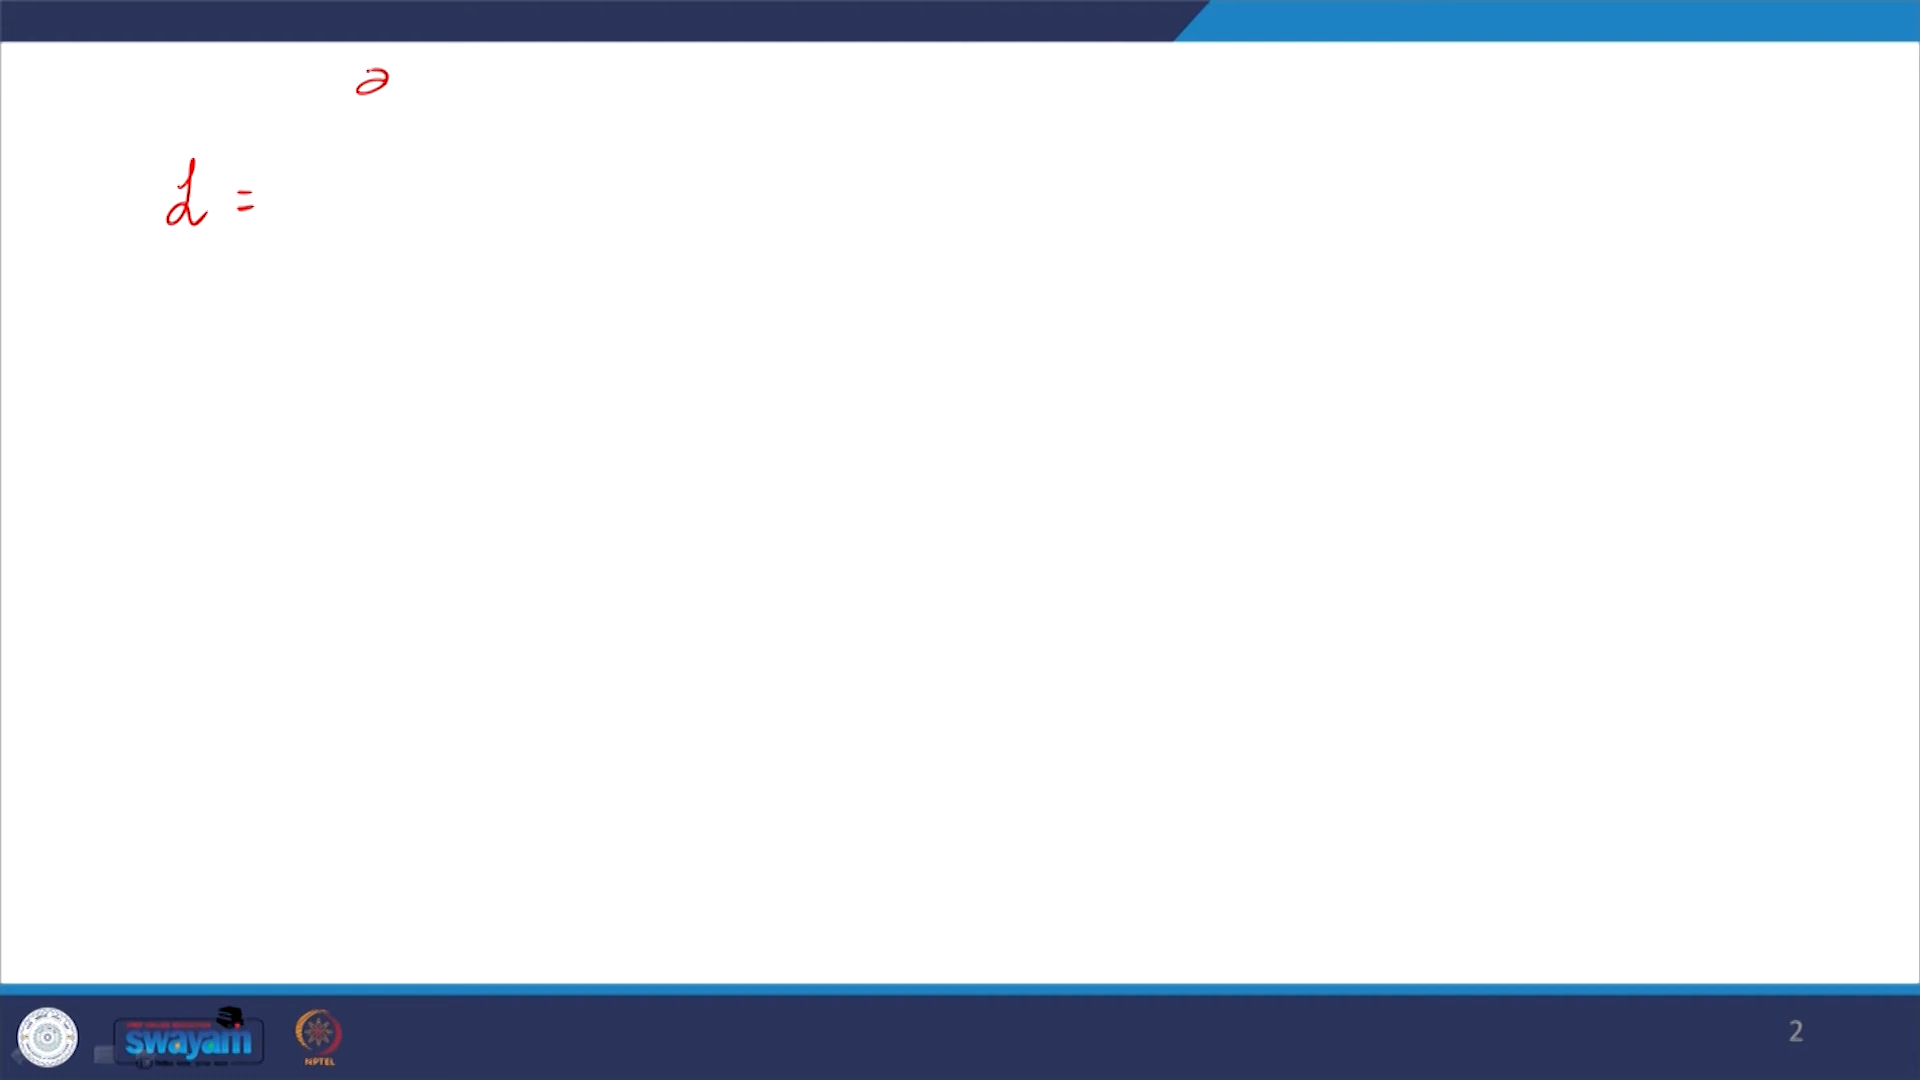 ∂
ℒ =
swayam
NPTEL
2